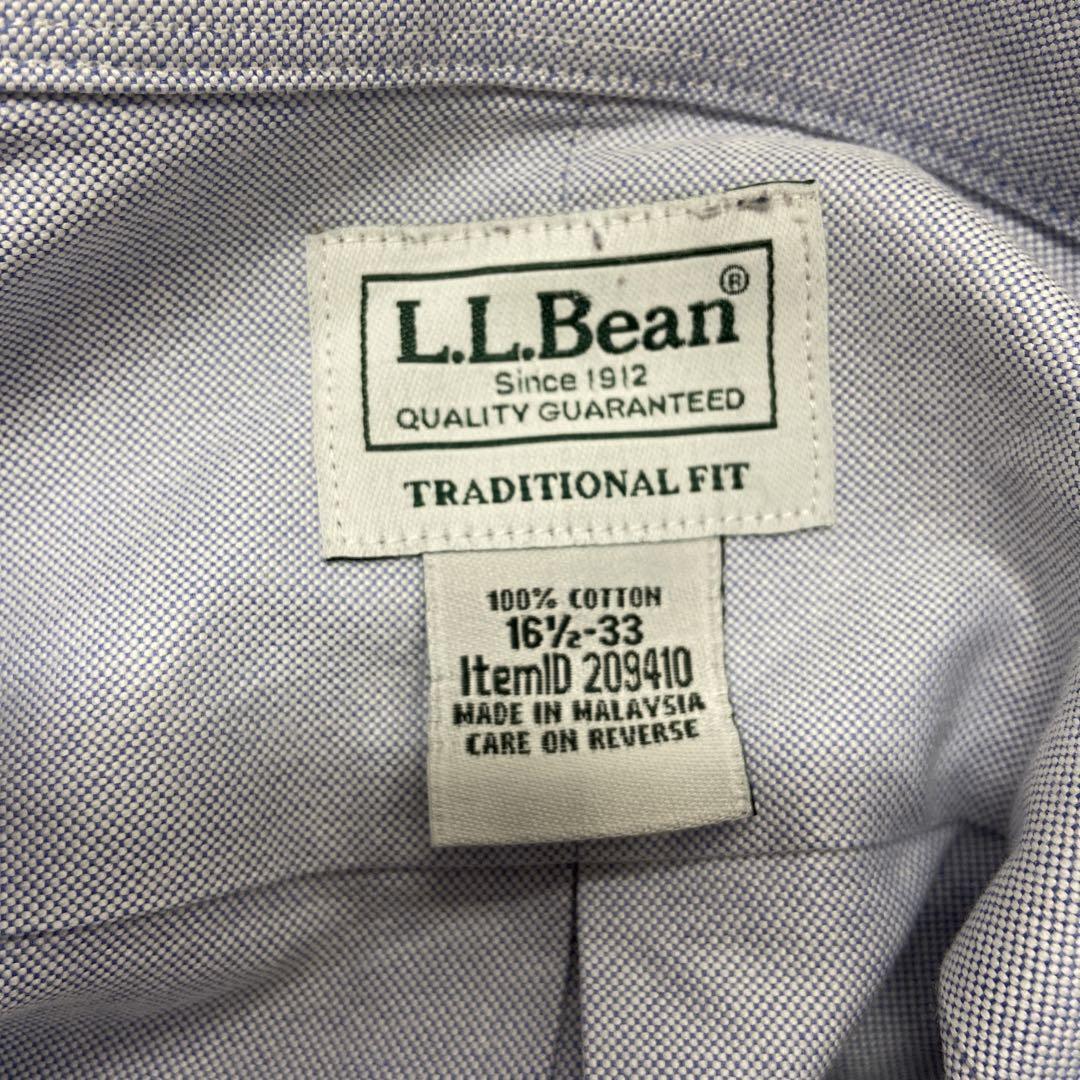 L.L.Bean®
Since 1912
QUALITY GUARANTEED
TRADITIONAL FIT
100% COTTON
16½-33
ItemID 209410
MADE IN MALAYSIA
CARE ON REVERSE